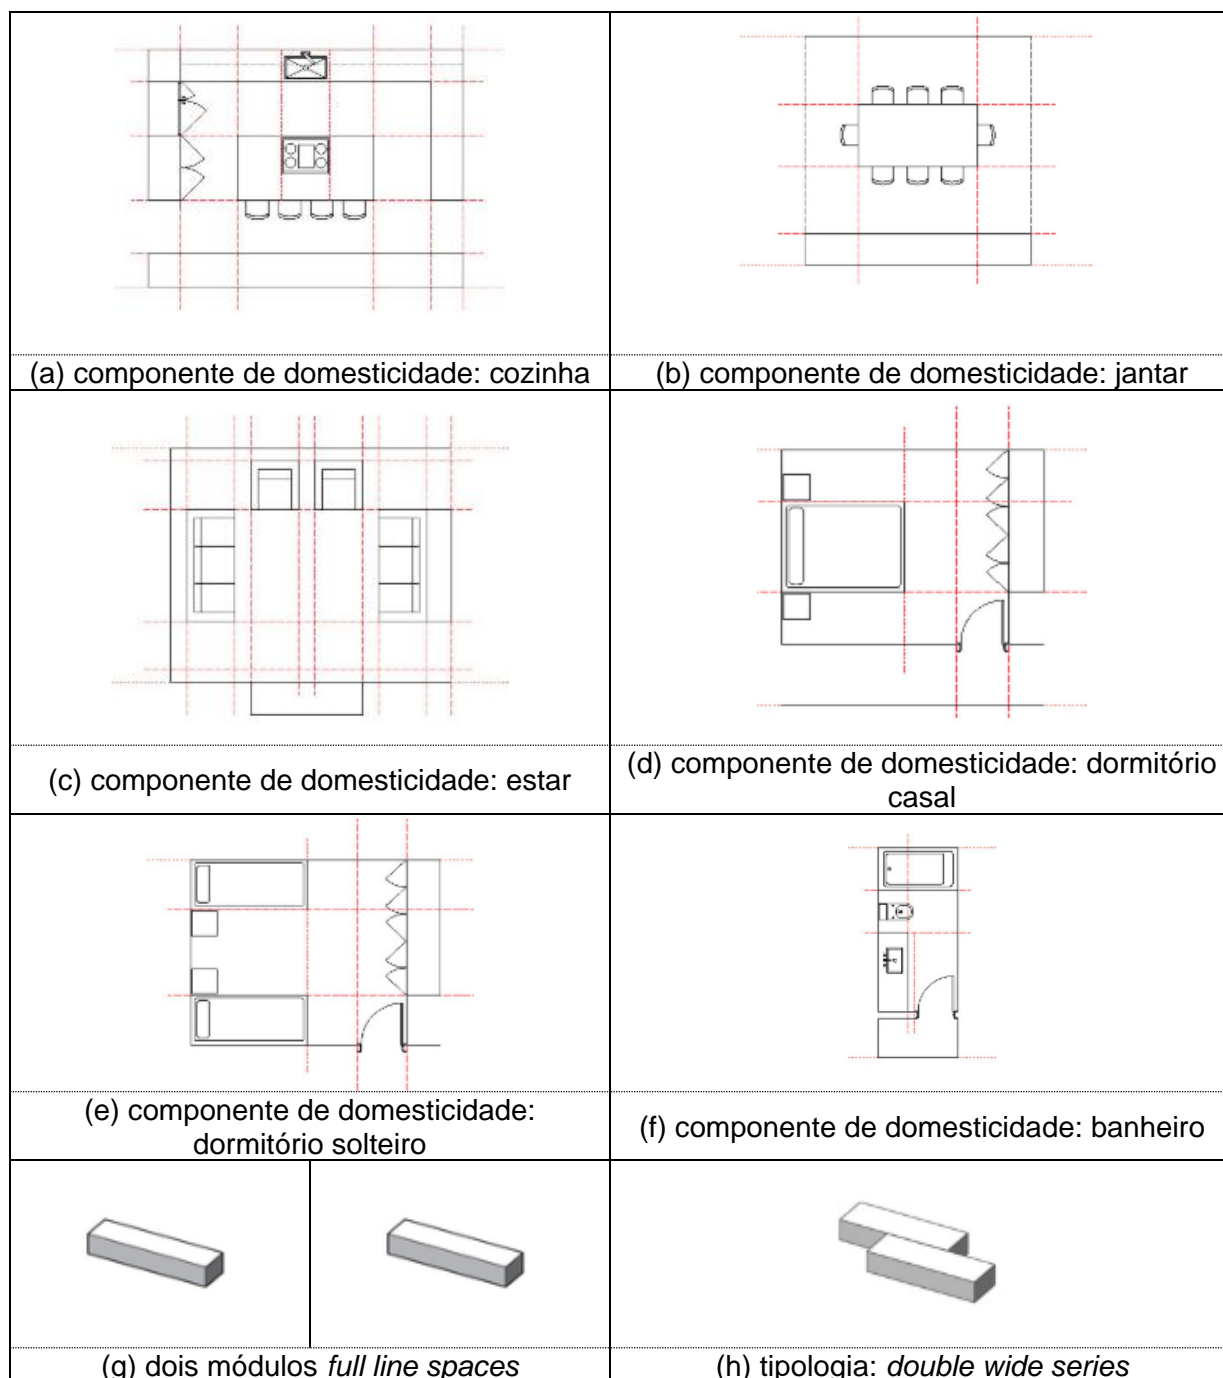 (a) componente de domesticidade: cozinha
(b) componente de domesticidade: jantar
(c) componente de domesticidade: estar
(d) componente de domesticidade: dormitório
casal
(e) componente de domesticidade:
dormitório solteiro
(f) componente de domesticidade: banheiro
(g) dois módulos full line spaces
(h) tipologia: double wide series